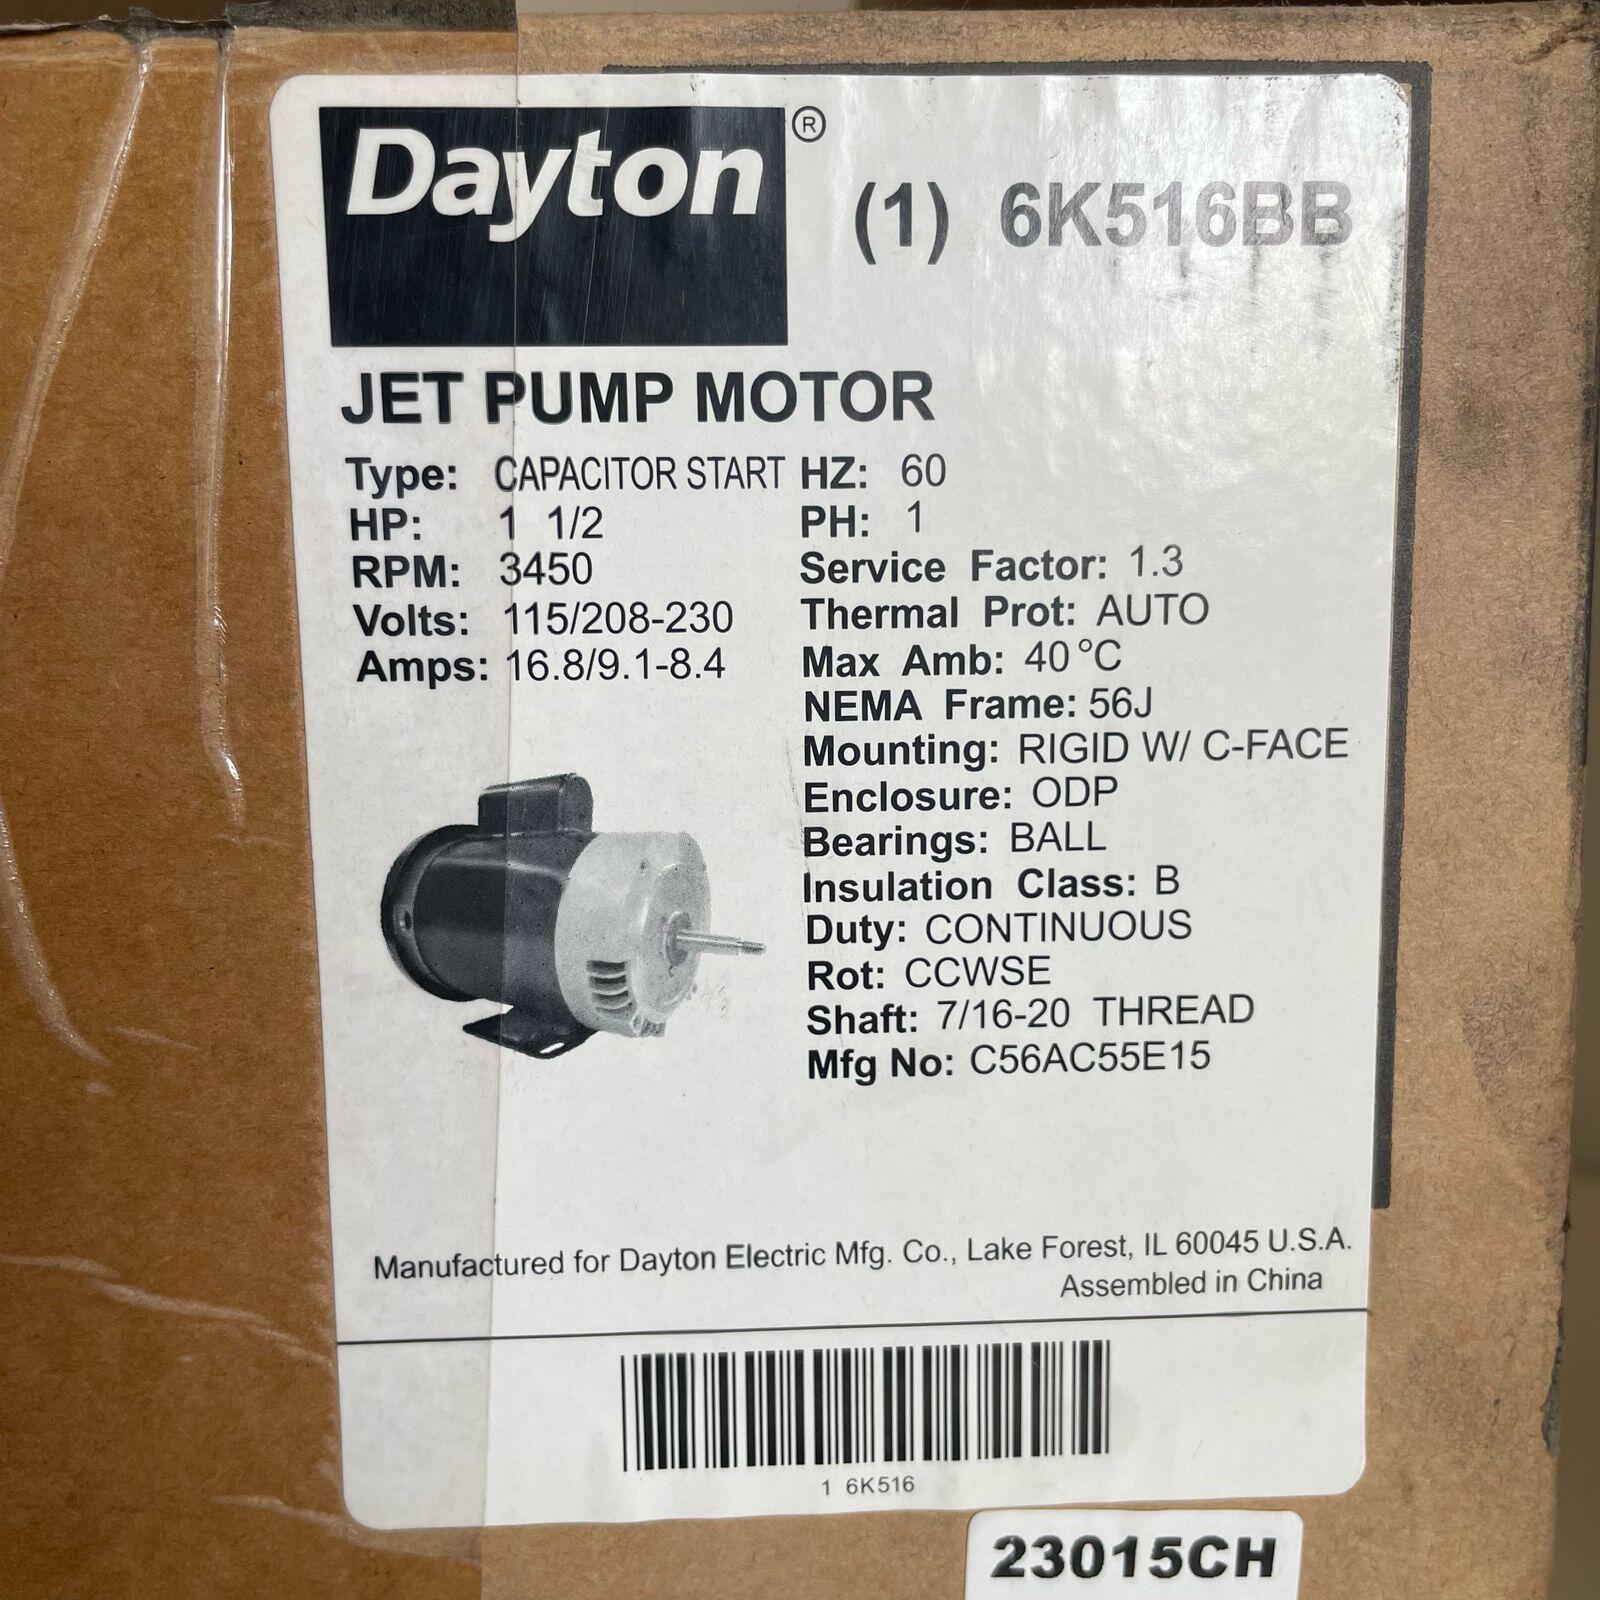 Dayton®
(1) 6K516BB
JET PUMP MOTOR
Type: CAPACITOR START HZ: 60
HP: 1 1/2 PH: 1
RPM: 3450 Service Factor: 1.3
Volts: 115/208-230 Thermal Prot: AUTO
Amps: 16.8/9.1-8.4 Max Amb: 40°C
NEMA Frame: 56J
Mounting: RIGID W/ C-FACE
Enclosure: ODP
Bearings: BALL
Insulation Class: B
Duty: CONTINUOUS
Rot: CCWSE
Shaft: 7/16-20 THREAD
Mfg No: C56AC55E15
Manufactured for Dayton Electric Mfg. Co., Lake Forest, IL 60045 U.S.A.
Assembled in China
1 6K516
23015CH